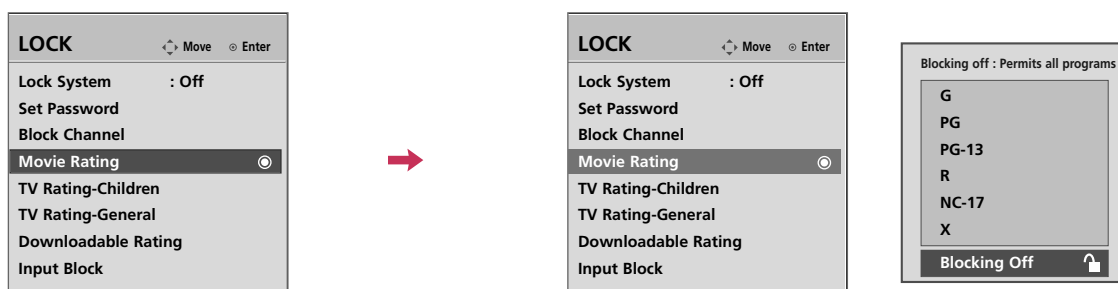 LOCK Move Enter
Lock System : Off
Set Password
Block Channel
Movie Rating
TV Rating-Children
TV Rating-General
Downloadable Rating
Input Block
LOCK Move Enter
Lock System : Off
Set Password
Block Channel
Movie Rating
TV Rating-Children
TV Rating-General
Downloadable Rating
Input Block
Blocking off : Permits all programs
G
PG
PG-13
R
NC-17
X
Blocking Off